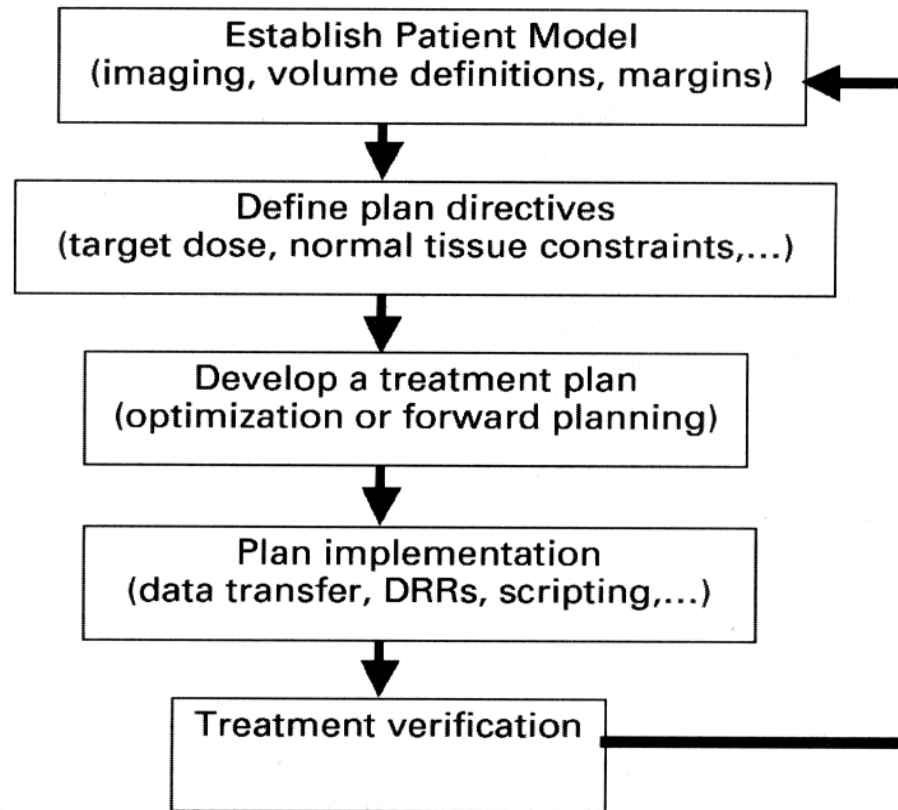 Establish Patient Model
(imaging, volume definitions, margins)
Define plan directives
(target dose, normal tissue constraints,...)
Develop a treatment plan
(optimization or forward planning)
Plan implementation
(data transfer, DRRs, scripting,...)
Treatment verification